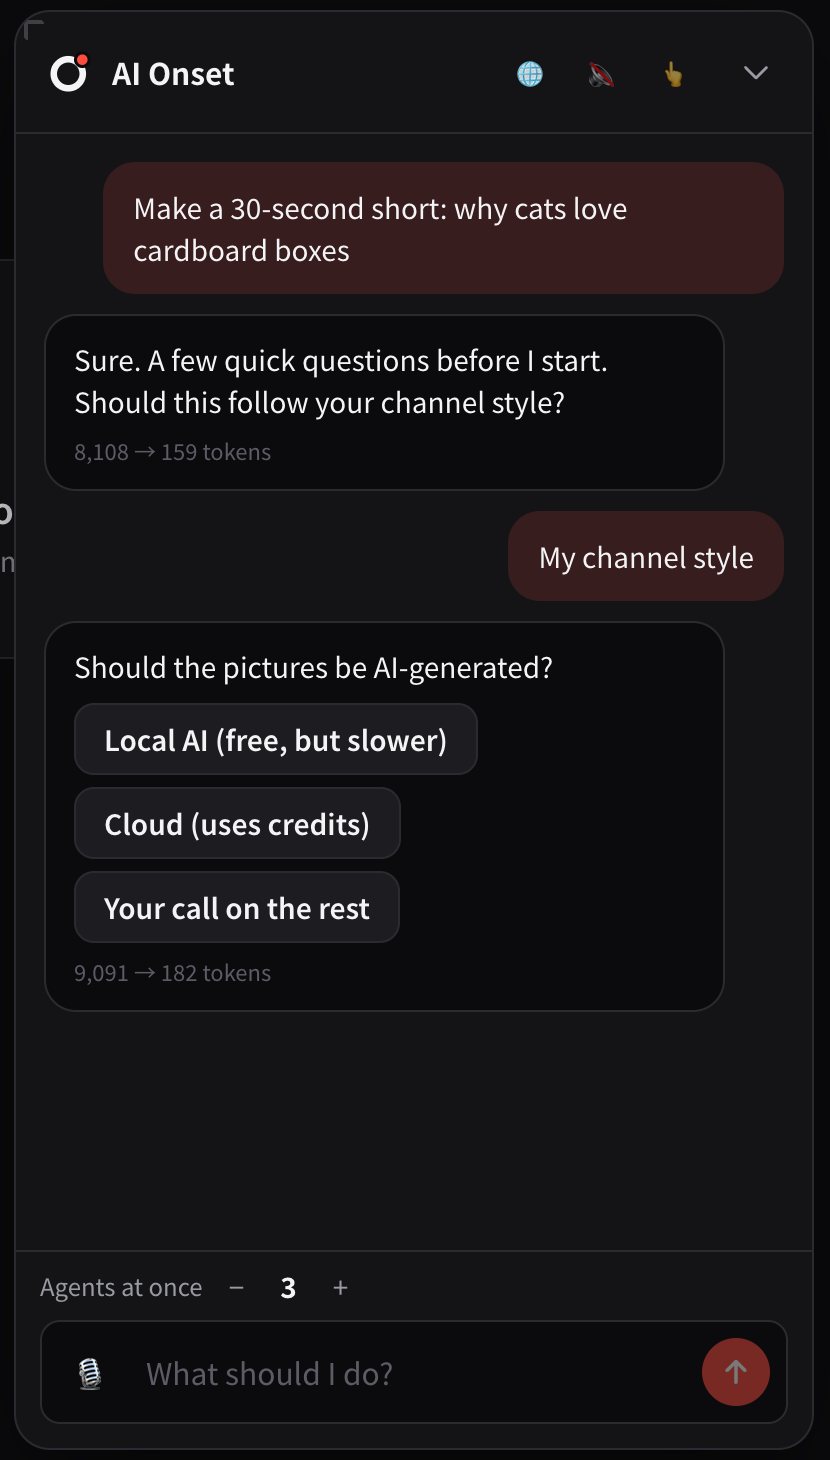 AI Onset
Make a 30-second short: why cats love
cardboard boxes
Sure. A few quick questions before I start.
Should this follow your channel style?
8,108 → 159 tokens
My channel style
Should the pictures be AI-generated?
Local AI (free, but slower)
Cloud (uses credits)
Your call on the rest
9,091 → 182 tokens
Agents at once − 3 +
What should I do?